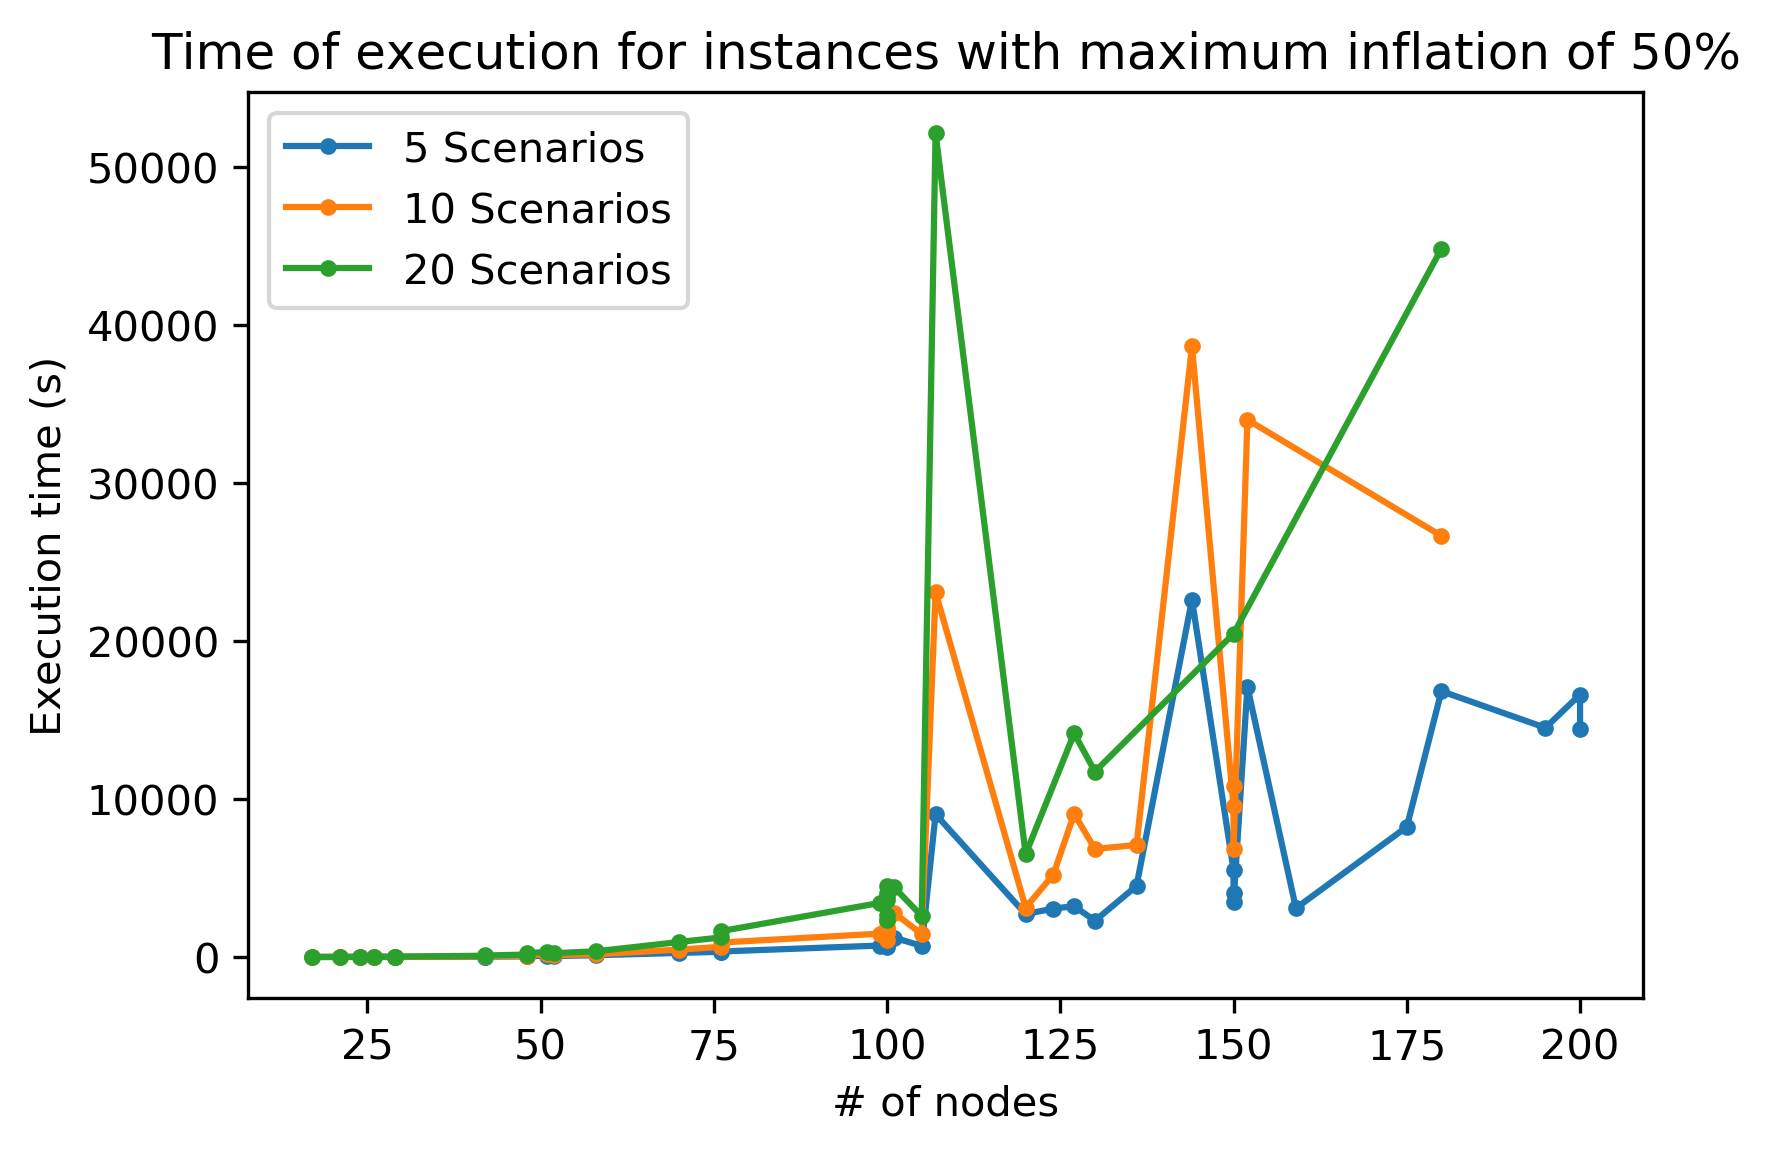 Time of execution for instances with maximum inflation of 50%
5 Scenarios
10 Scenarios
20 Scenarios
Execution time (s)
50000
40000
30000
20000
10000
0
25 50 75 100 125 150 175 200
# of nodes